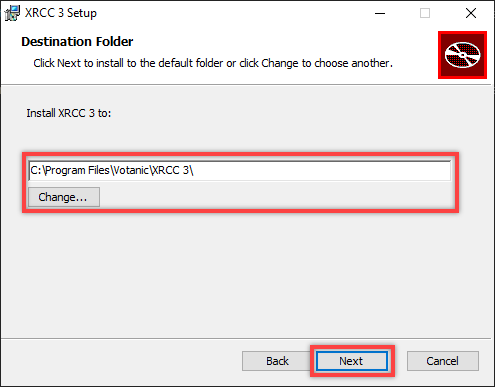 XRCC 3 Setup
Destination Folder
Click Next to install to the default folder or click Change to choose another.
Install XRCC 3 to:
C:\Program Files\Votanic\XRCC 3\
Change...
Back
Next
Cancel